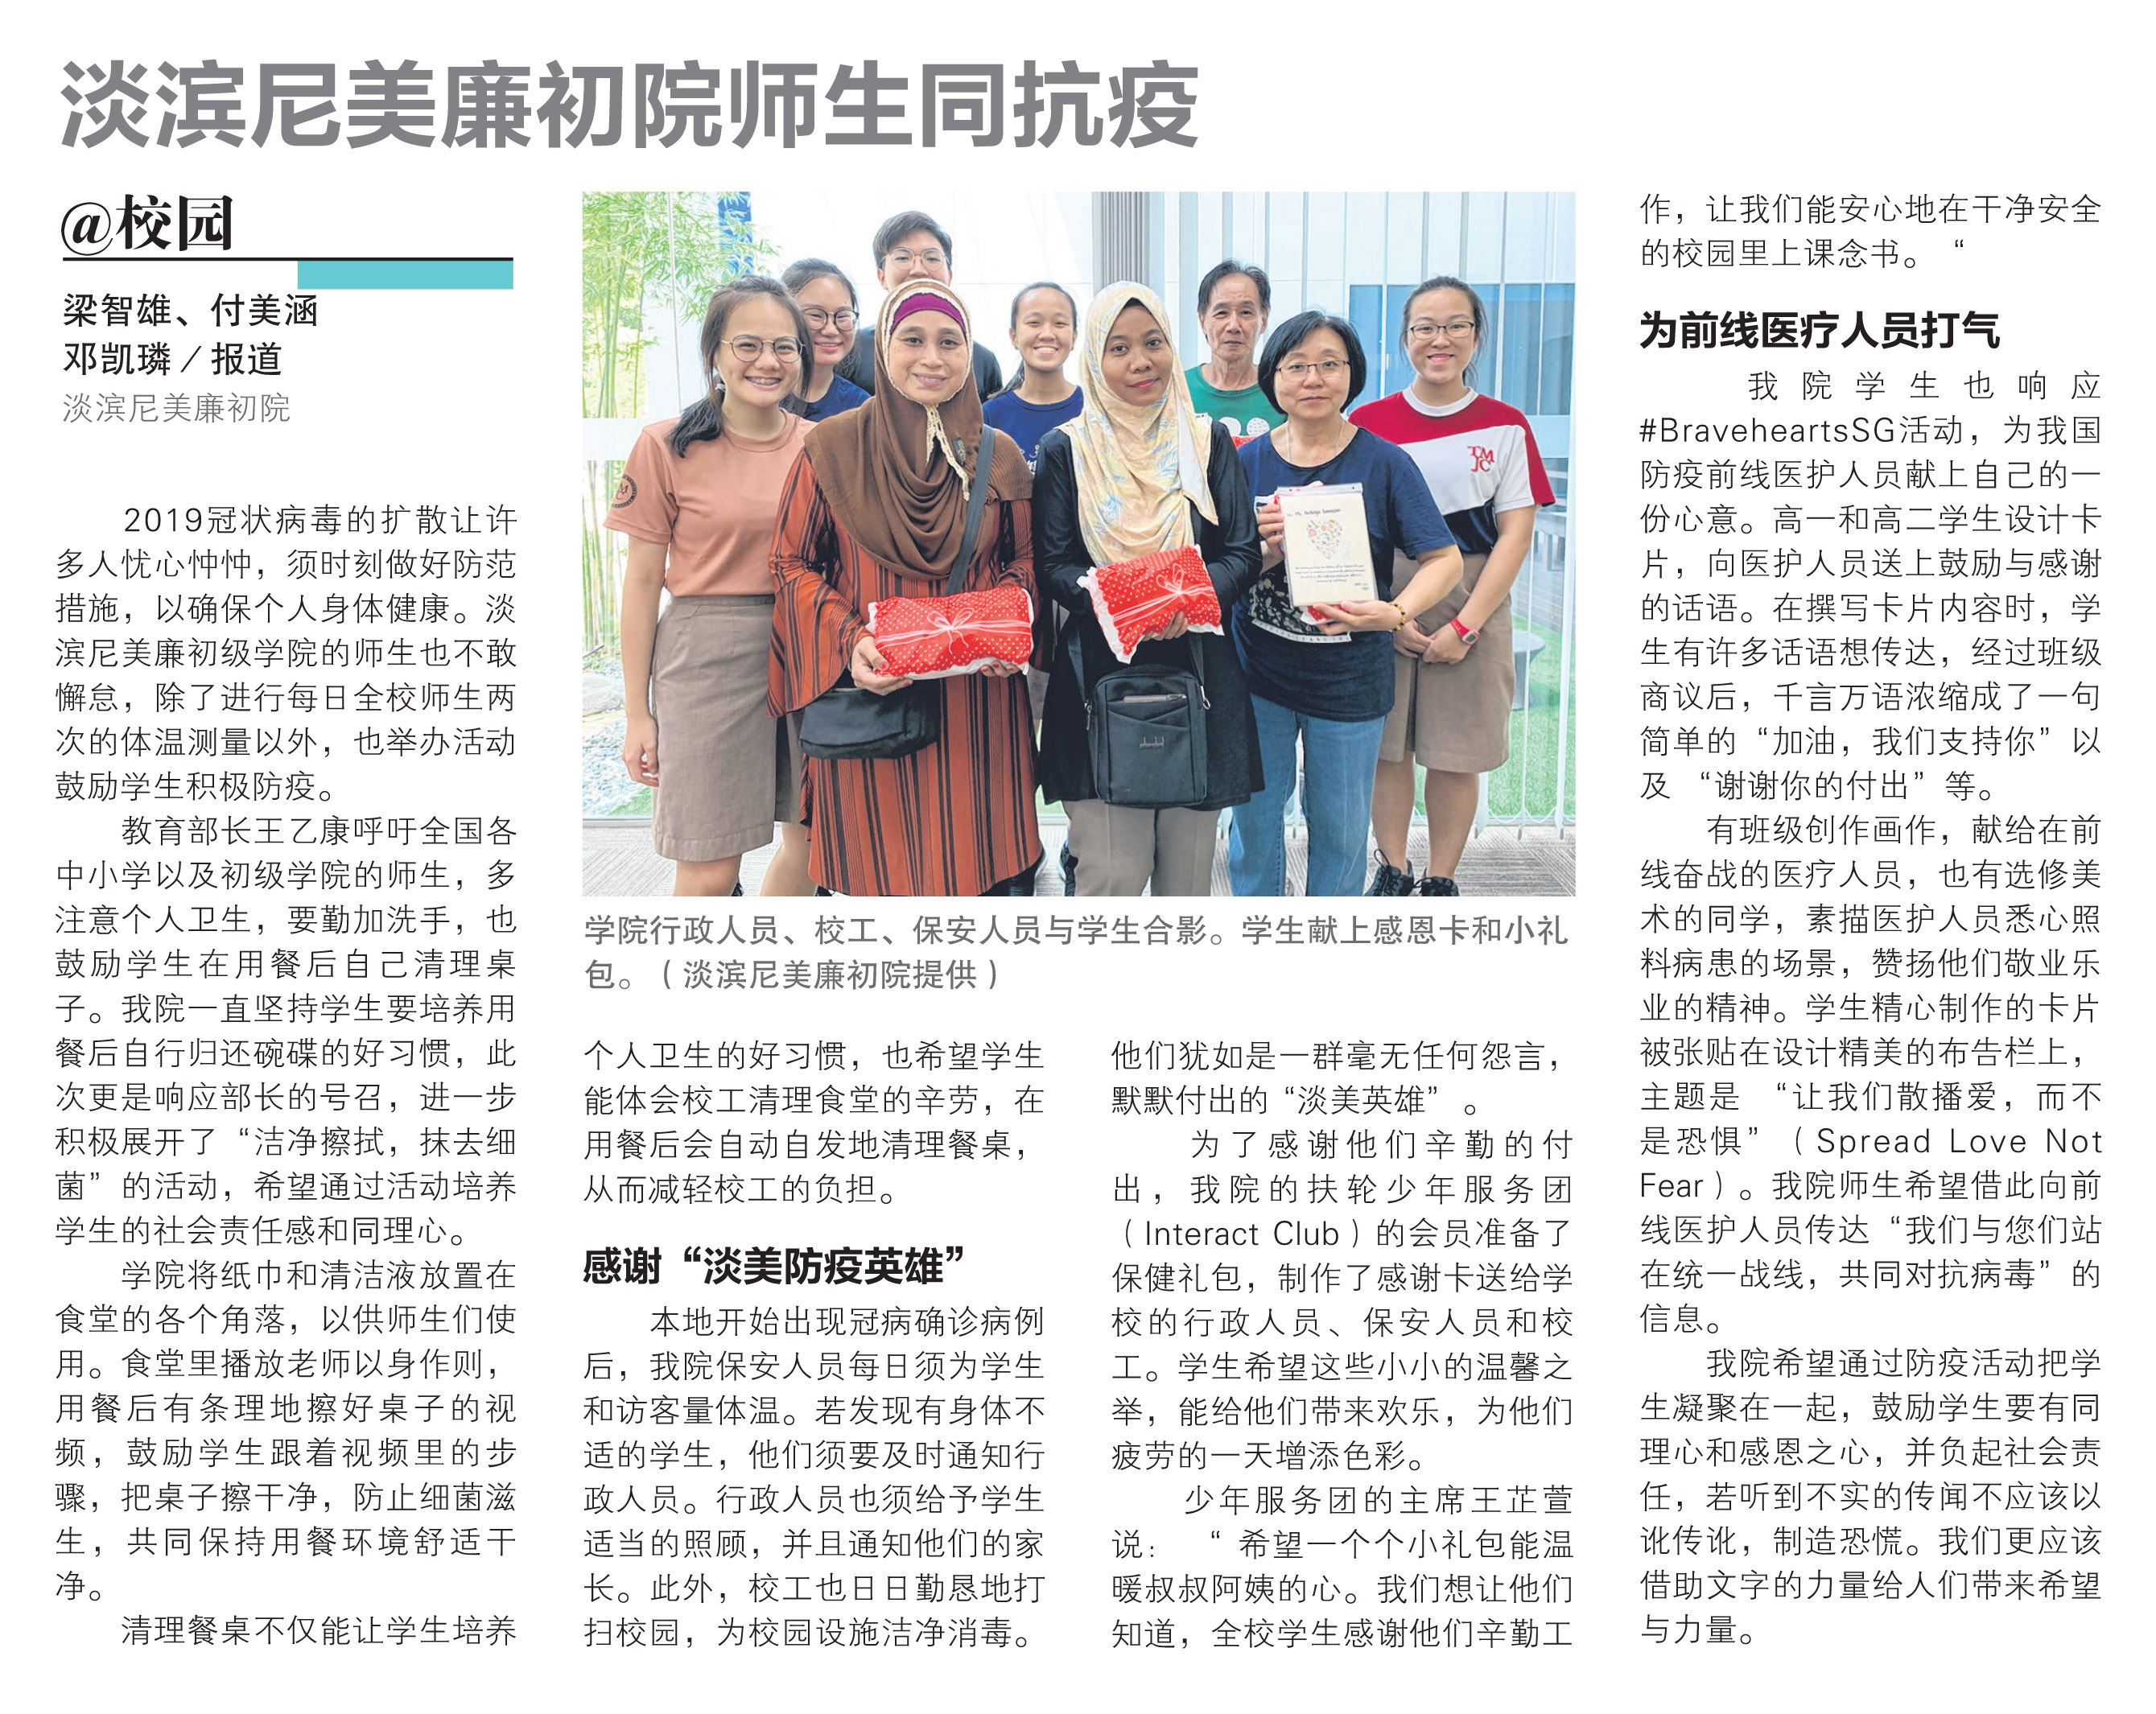 淡滨尼美廉初院师生同抗疫
@校园
梁智雄、付美涵
邓凯璘／报道
淡滨尼美廉初院
2019冠状病毒的扩散让许
多人忧心忡忡，须时刻做好防范
措施，以确保个人身体健康。淡
滨尼美廉初级学院的师生也不敢
懈怠，除了进行每日全校师生两
次的体温测量以外，也举办活动
鼓励学生积极防疫。
教育部长王乙康呼吁全国各
中小学以及初级学院的师生，多
注意个人卫生，要勤加洗手，也
鼓励学生在用餐后自己清理桌
子。我院一直坚持学生要培养用
餐后自行归还碗碟的好习惯，此
次更是响应部长的号召，进一步
积极展开了“洁净擦拭，抹去细
菌”的活动，希望通过活动培养
学生的社会责任感和同理心。
学院将纸巾和清洁液放置在
食堂的各个角落，以供师生们使
用。食堂里播放老师以身作则，
用餐后有条理地擦好桌子的视
频，鼓励学生跟着视频里的步
骤，把桌子擦干净，防止细菌滋
生，共同保持用餐环境舒适干
净。
清理餐桌不仅能让学生培养
TM
JC
学院行政人员、校工、保安人员与学生合影。学生献上感恩卡和小礼
包。（淡滨尼美廉初院提供）
个人卫生的好习惯，也希望学生
能体会校工清理食堂的辛劳，在
用餐后会自动自发地清理餐桌，
从而减轻校工的负担。
感谢“淡美防疫英雄”
本地开始出现冠病确诊病例
后，我院保安人员每日须为学生
和访客量体温。若发现有身体不
适的学生，他们须要及时通知行
政人员。行政人员也须给予学生
适当的照顾，并且通知他们的家
长。此外，校工也日日勤恳地打
扫校园，为校园设施洁净消毒。
他们犹如是一群毫无任何怨言，
默默付出的“淡美英雄”。
为了感谢他们辛勤的付
出，我院的扶轮少年服务团
（Interact Club）的会员准备了
保健礼包，制作了感谢卡送给学
校的行政人员、保安人员和校
工。学生希望这些小小的温馨之
举，能给他们带来欢乐，为他们
疲劳的一天增添色彩。
少年服务团的主席王芷萱
说：“希望一个个小礼包能温
暖叔叔阿姨的心。我们想让他们
知道，全校学生感谢他们辛勤工
作，让我们能安心地在干净安全
的校园里上课念书。“
为前线医疗人员打气
我院学生也响应
#BraveheartsSG活动，为我国
防疫前线医护人员献上自己的一
份心意。高一和高二学生设计卡
片，向医护人员送上鼓励与感谢
的话语。在撰写卡片内容时，学
生有许多话语想传达，经过班级
商议后，千言万语浓缩成了一句
简单的“加油，我们支持你”以
及“谢谢你的付出”等。
有班级创作画作，献给在前
线奋战的医疗人员，也有选修美
术的同学，素描医护人员悉心照
料病患的场景，赞扬他们敬业乐
业的精神。学生精心制作的卡片
被张贴在设计精美的布告栏上，
主题是“让我们散播爱，而不
是恐惧”（Spread Love Not
Fear）。我院师生希望借此向前
线医护人员传达“我们与您们站
在统一战线，共同对抗病毒”的
信息。
我院希望通过防疫活动把学
生凝聚在一起，鼓励学生要有同
理心和感恩之心，并负起社会责
任，若听到不实的传闻不应该以
讹传讹，制造恐慌。我们更应该
借助文字的力量给人们带来希望
与力量。